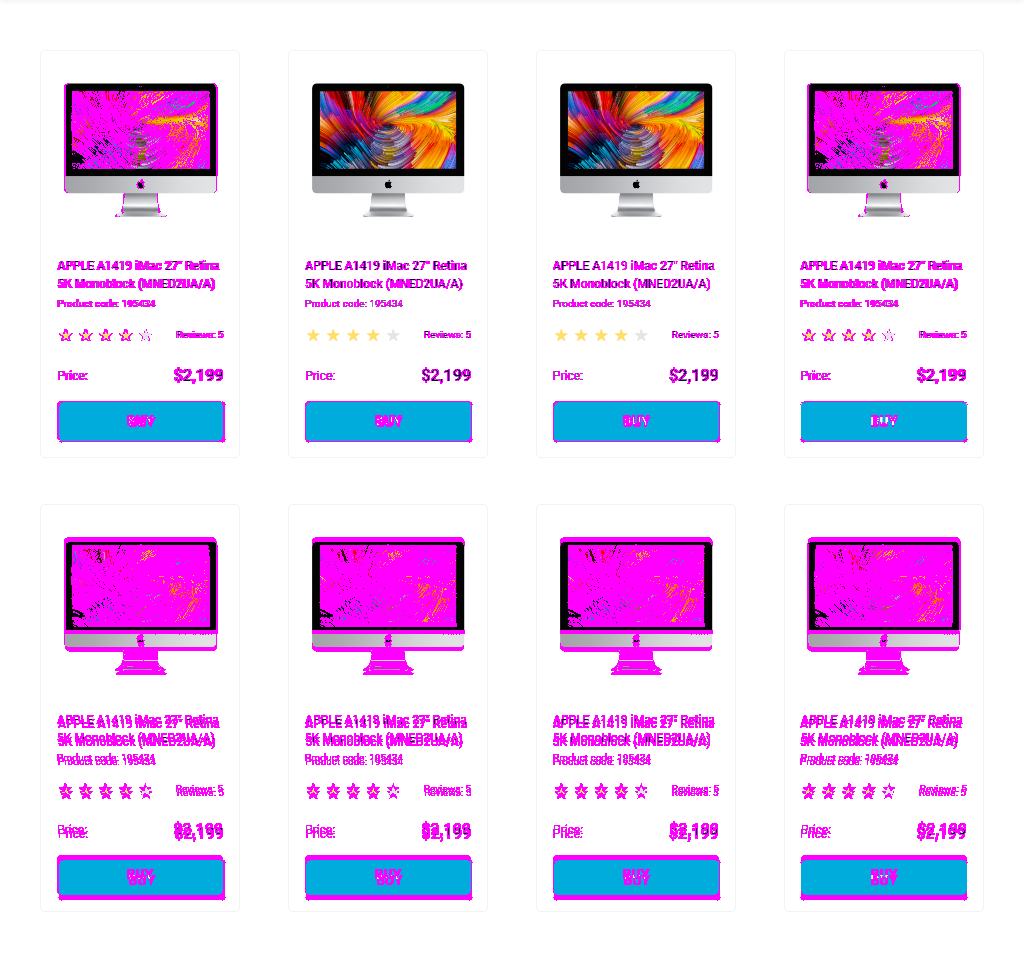 APPLE A1419 iMac 27" Retina
5K Monoblock (MNED2UA/A)
Product code: 195434
Reviews: 5
Price: $2,199
BUY
APPLE A1419 iMac 27" Retina
5K Monoblock (MNED2UA/A)
Product code: 195434
Reviews: 5
Price: $2,199
BUY
APPLE A1419 iMac 27" Retina
5K Monoblock (MNED2UA/A)
Product code: 195434
Reviews: 5
Price: $2,199
BUY
APPLE A1419 iMac 27" Retina
5K Monoblock (MNED2UA/A)
Product code: 195434
Reviews: 5
Price: $2,199
BUY
APPLE A1419 iMac 27" Retina
5K Monoblock (MNED2UA/A)
Product code: 195434
Reviews: 5
Price: $2,199
BUY
APPLE A1419 iMac 27" Retina
5K Monoblock (MNED2UA/A)
Product code: 195434
Reviews: 5
Price: $2,199
BUY
APPLE A1419 iMac 27" Retina
5K Monoblock (MNED2UA/A)
Product code: 195434
Reviews: 5
Price: $2,199
BUY
APPLE A1419 iMac 27" Retina
5K Monoblock (MNED2UA/A)
Product code: 195434
Reviews: 5
Price: $2,199
BUY